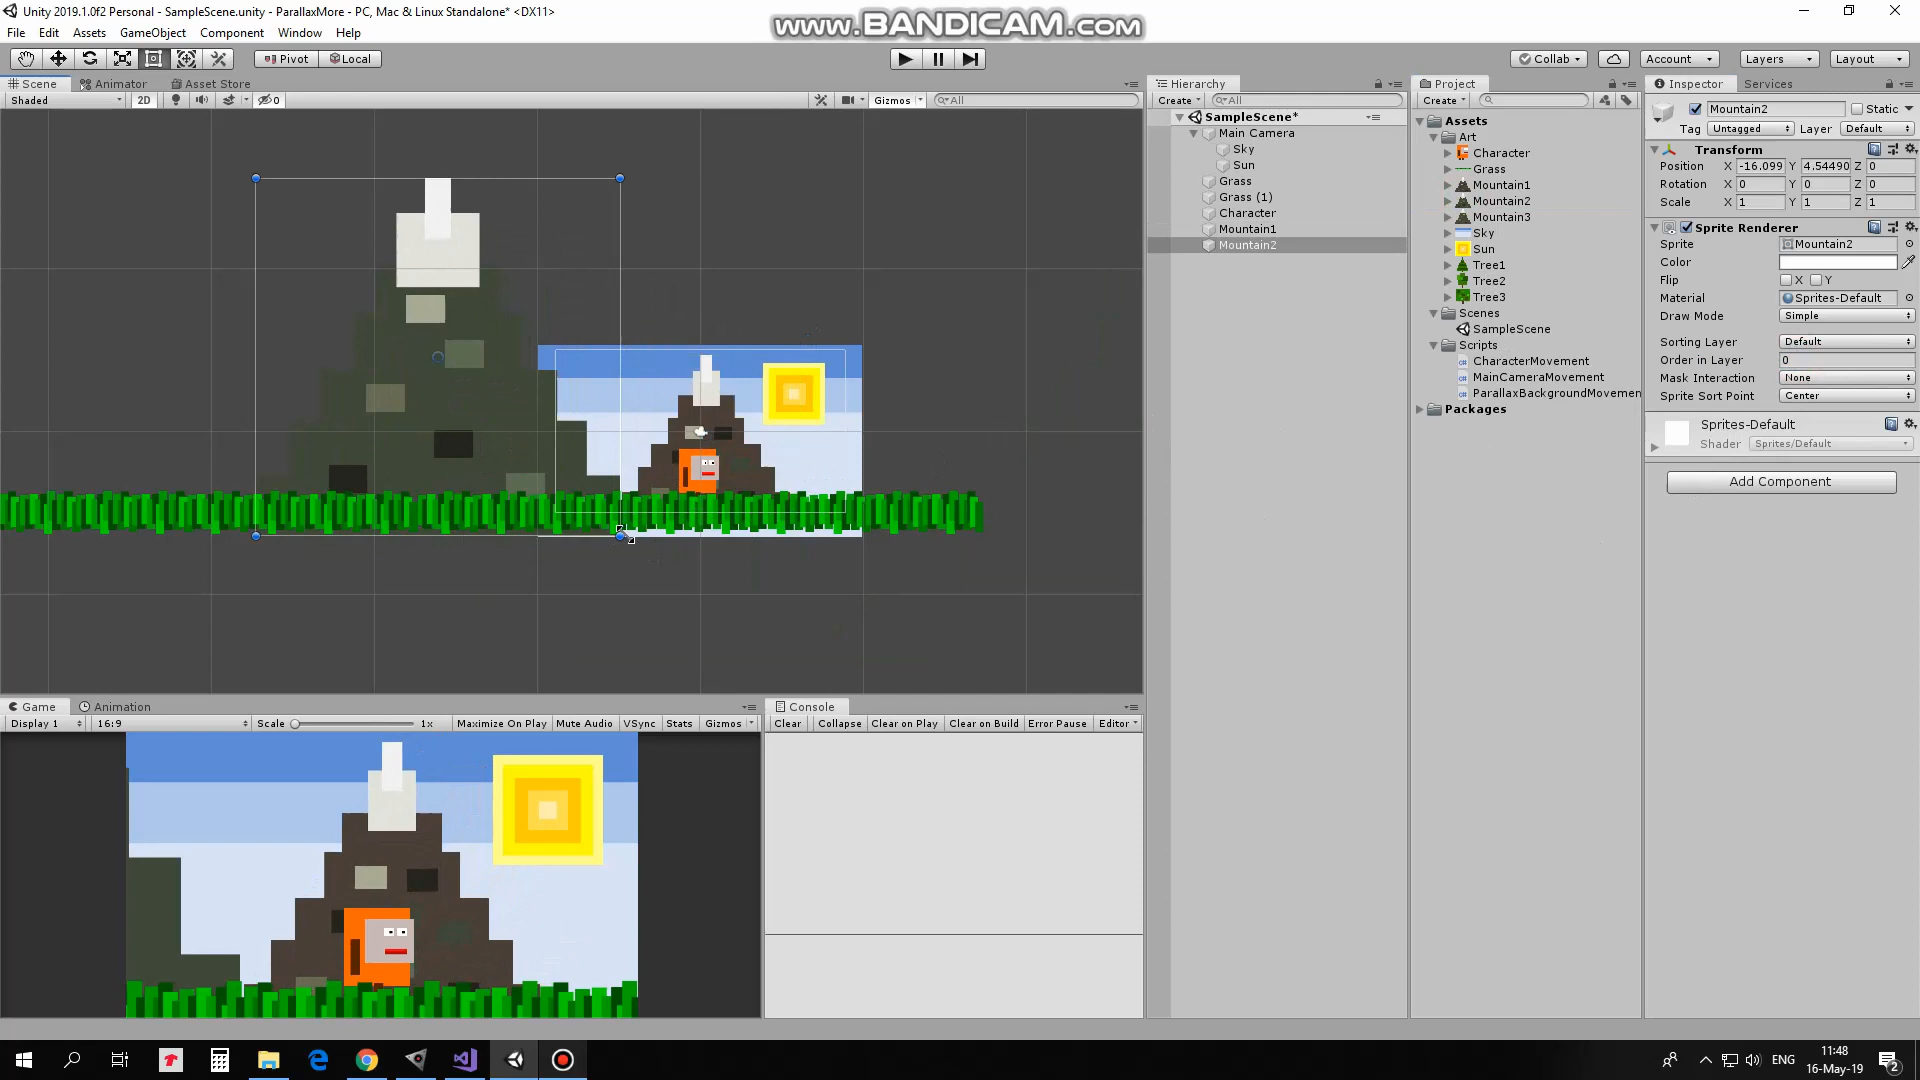 Unity 2019.1.0f2 Personal - SampleScene.unity - ParallaxMore - PC, Mac & Linux Standalone* <DX11>
www.BANDICAM.com
File Edit Assets GameObject Component Window Help
Pivot Local Collab Account Layers Layout
Scene Animator Asset Store
Shaded 2D 0 Gizmos All
Hierarchy
Create All
SampleScene*
Main Camera
Sky
Sun
Grass
Grass (1)
Character
Mountain1
Mountain2
Project
Create
Assets
Art
Character
Grass
Mountain1
Mountain2
Mountain3
Sky
Sun
Tree1
Tree2
Tree3
Scenes
SampleScene
Scripts
CharacterMovement
MainCameraMovement
ParallaxBackgroundMovemen
Packages
Inspector Services
Mountain2 Static
Tag Untagged Layer Default
Transform
Position X -16.099 Y 4.54490 Z 0
Rotation X 0 Y 0 Z 0
Scale X 1 Y 1 Z 1
Sprite Renderer
Sprite Mountain2
Color
Flip X Y
Material Sprites-Default
Draw Mode Simple
Sorting Layer Default
Order in Layer 0
Mask Interaction None
Sprite Sort Point Center
Sprites-Default
Shader Sprites/Default
Add Component
Game Animation
Display 1 16:9 Scale 1x Maximize On Play Mute Audio VSync Stats Gizmos
Console
Clear Collapse Clear on Play Clear on Build Error Pause Editor
ENG
11:48
16-May-19
2